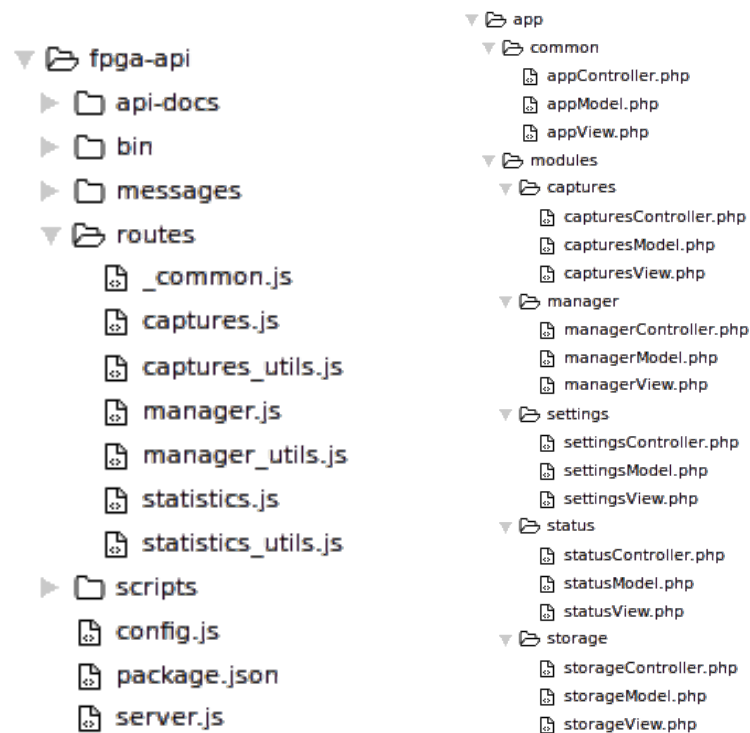 fpga-api
api-docs
bin
messages
routes
_common.js
captures.js
captures_utils.js
manager.js
manager_utils.js
statistics.js
statistics_utils.js
scripts
config.js
package.json
server.js
app
common
appController.php
appModel.php
appView.php
modules
captures
capturesController.php
capturesModel.php
capturesView.php
manager
managerController.php
managerModel.php
managerView.php
settings
settingsController.php
settingsModel.php
settingsView.php
status
statusController.php
statusModel.php
statusView.php
storage
storageController.php
storageModel.php
storageView.php